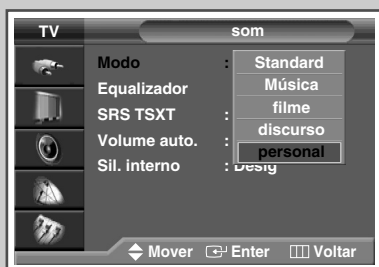 TV
som
Modo :
Standard
Música
filme
discurso
personal
Equalizador
SRS TSXT :
Volume auto. :
Sil. interno : Desig
Mover Enter Voltar